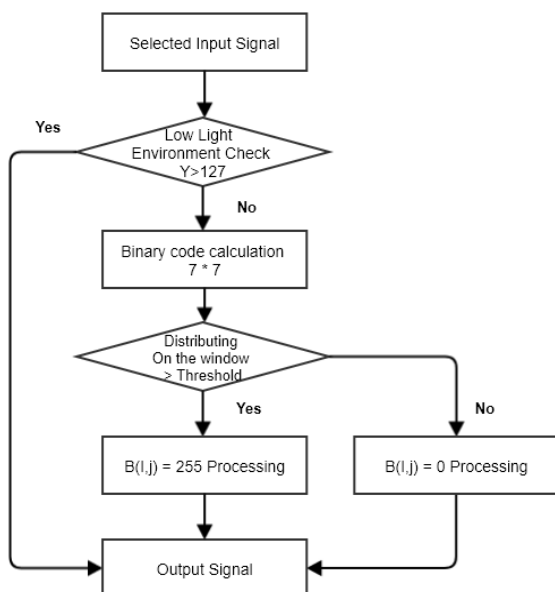 Selected Input Signal
Yes
Low Light
Environment Check
Y>127
No
Binary code calculation
7 * 7
Distributing
On the window
> Threshold
Yes
No
B(I,j) = 255 Processing
B(I,j) = 0 Processing
Output Signal